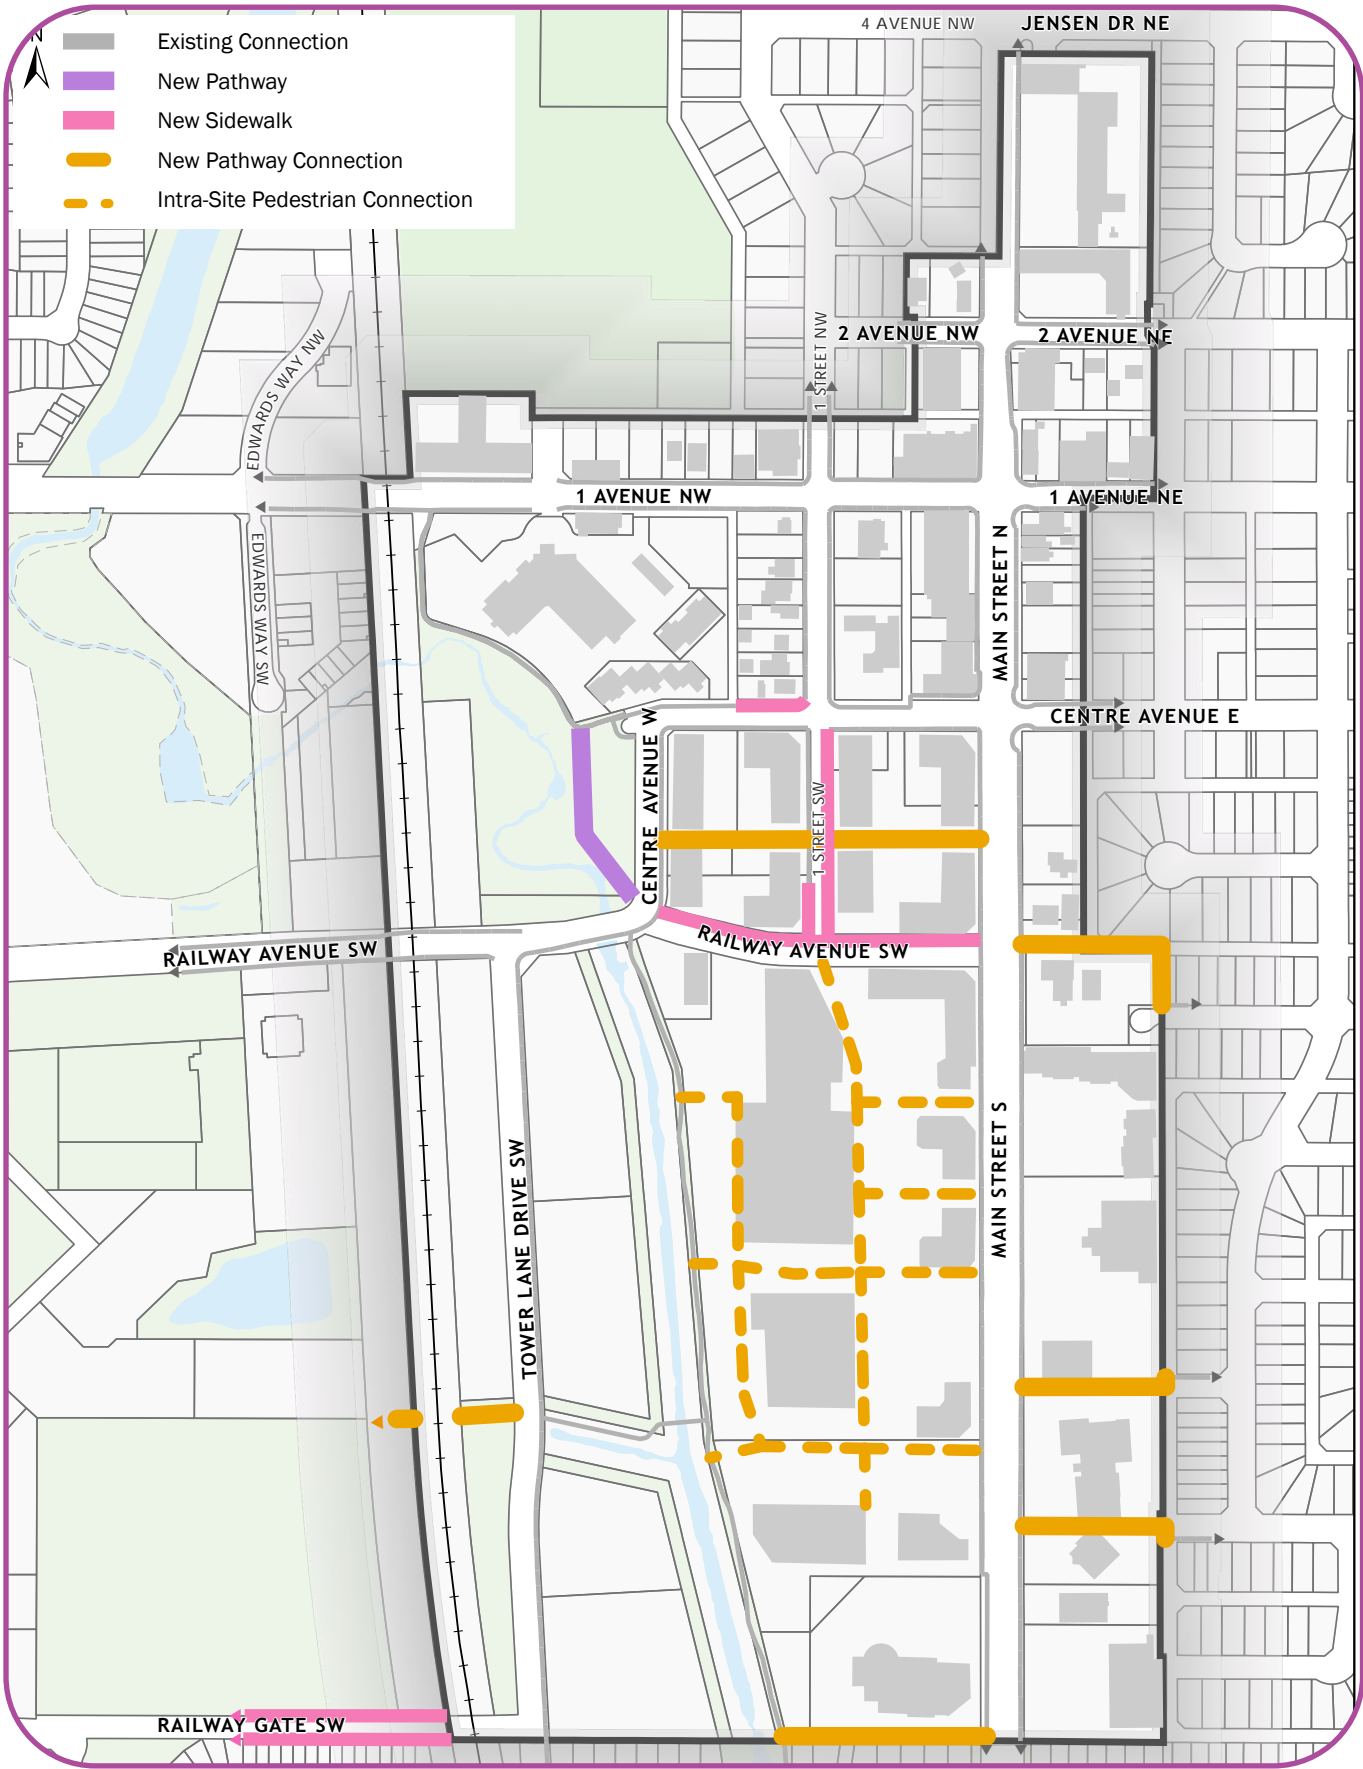 4 AVENUE NW
JENSEN DR NE
N
Existing Connection
New Pathway
New Sidewalk
New Pathway Connection
Intra-Site Pedestrian Connection
EDWARDS WAY NW
1 STREET NW
2 AVENUE NW
2 AVENUE NE
1 AVENUE NW
1 AVENUE NE
EDWARDS WAY SW
MAIN STREET N
CENTRE AVENUE W
CENTRE AVENUE E
1 STREET SW
RAILWAY AVENUE SW
RAILWAY AVENUE SW
TOWER LANE DRIVE SW
MAIN STREET S
RAILWAY GATE SW